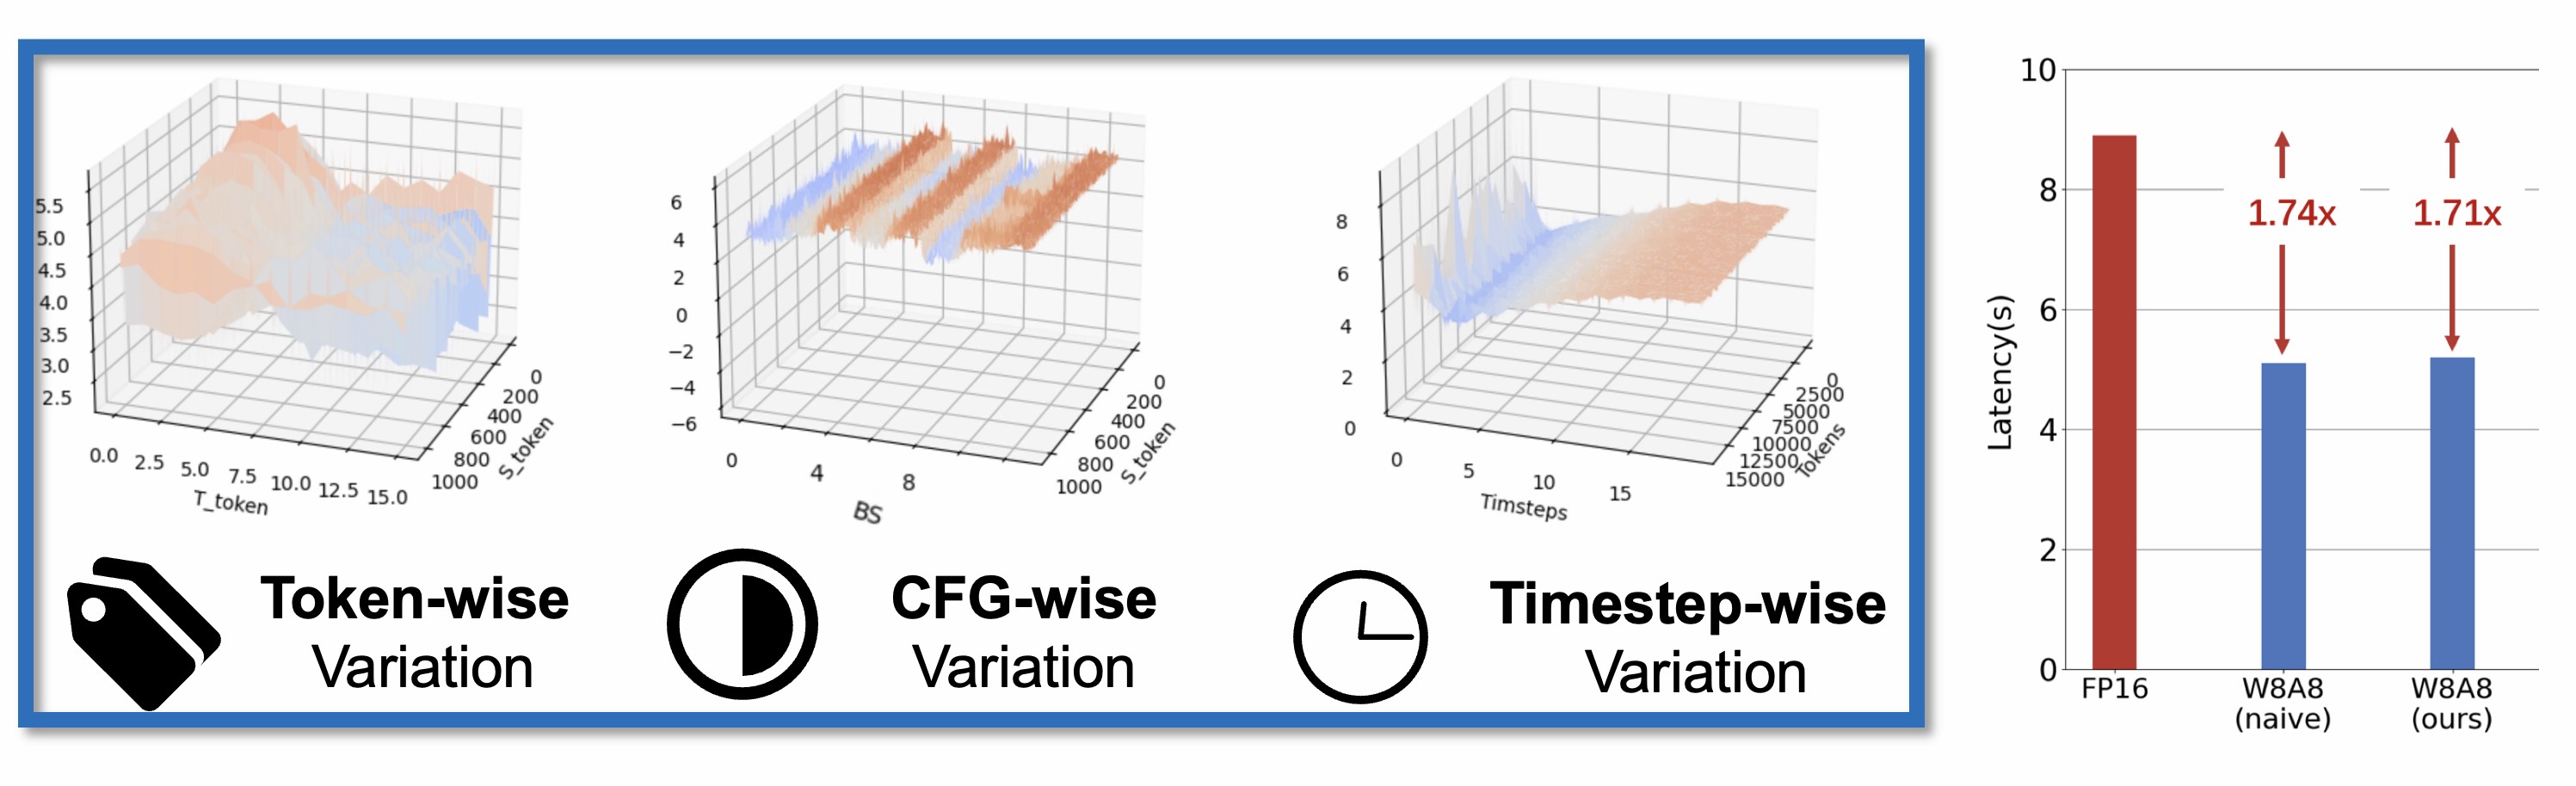 5.5
5.0
4.5
4.0
3.5
3.0
2.5
0.0 2.5 5.0 7.5 10.0 12.5 15.0
T_token
0
200
400
600
800
1000
S_token
6
4
2
0
−2
−4
−6
0 4 8
BS
0
200
400
600
800
1000
S_token
8
6
4
2
0
0 5 10 15
Timsteps
0
2500
5000
7500
10000
12500
15000
Tokens
Token-wise
Variation
CFG-wise
Variation
Timestep-wise
Variation
10
8
6
4
2
0
Latency(s)
1.74x 1.71x
FP16
W8A8
(naive)
W8A8
(ours)